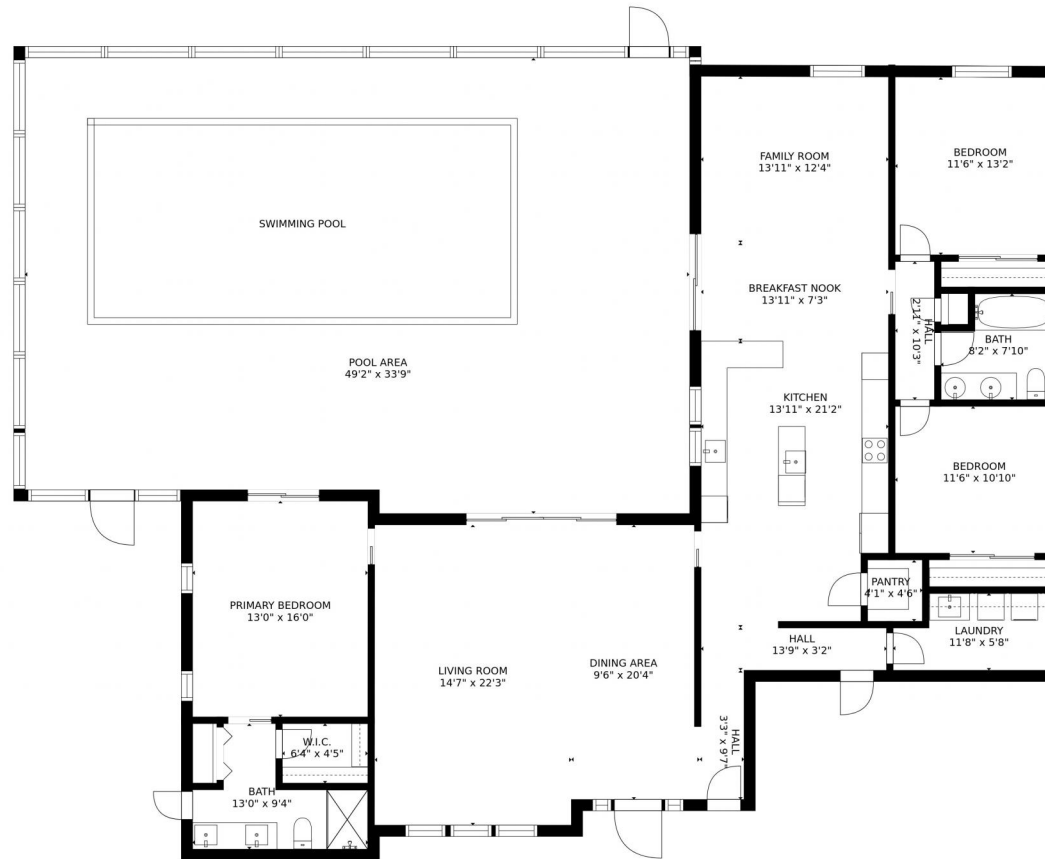 FAMILY ROOM
13'11" x 12'4"
BEDROOM
11'6" x 13'2"
SWIMMING POOL
BREAKFAST NOOK
13'11" x 7'3"
HALL
2'11" x 10'3"
BATH
8'2" x 7'10"
POOL AREA
49'2" x 33'9"
KITCHEN
13'11" x 21'2"
BEDROOM
11'6" x 10'10"
PANTRY
4'1" x 4'6"
PRIMARY BEDROOM
13'0" x 16'0"
LAUNDRY
11'8" x 5'8"
HALL
13'9" x 3'2"
LIVING ROOM
14'7" x 22'3"
DINING AREA
9'6" x 20'4"
HALL
3'3" x 9'7"
W.I.C.
6'4" x 4'5"
BATH
13'0" x 9'4"